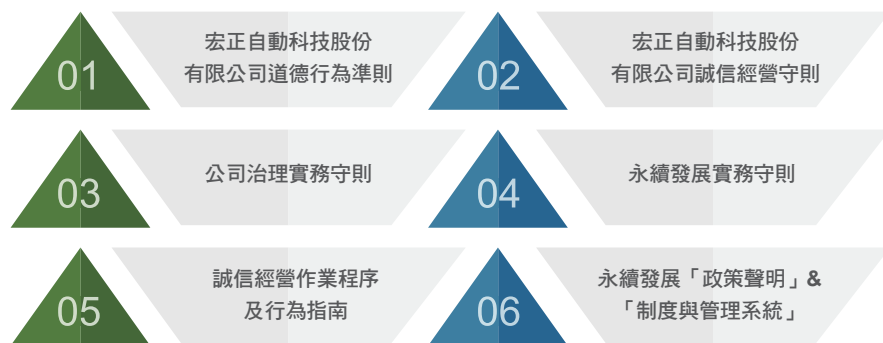 01
宏正自動科技股份
有限公司道德行為準則
02
宏正自動科技股份
有限公司誠信經營守則
03
公司治理實務守則
04
永續發展實務守則
05
誠信經營作業程序
及行為指南
06
永續發展「政策聲明」&
「制度與管理系統」